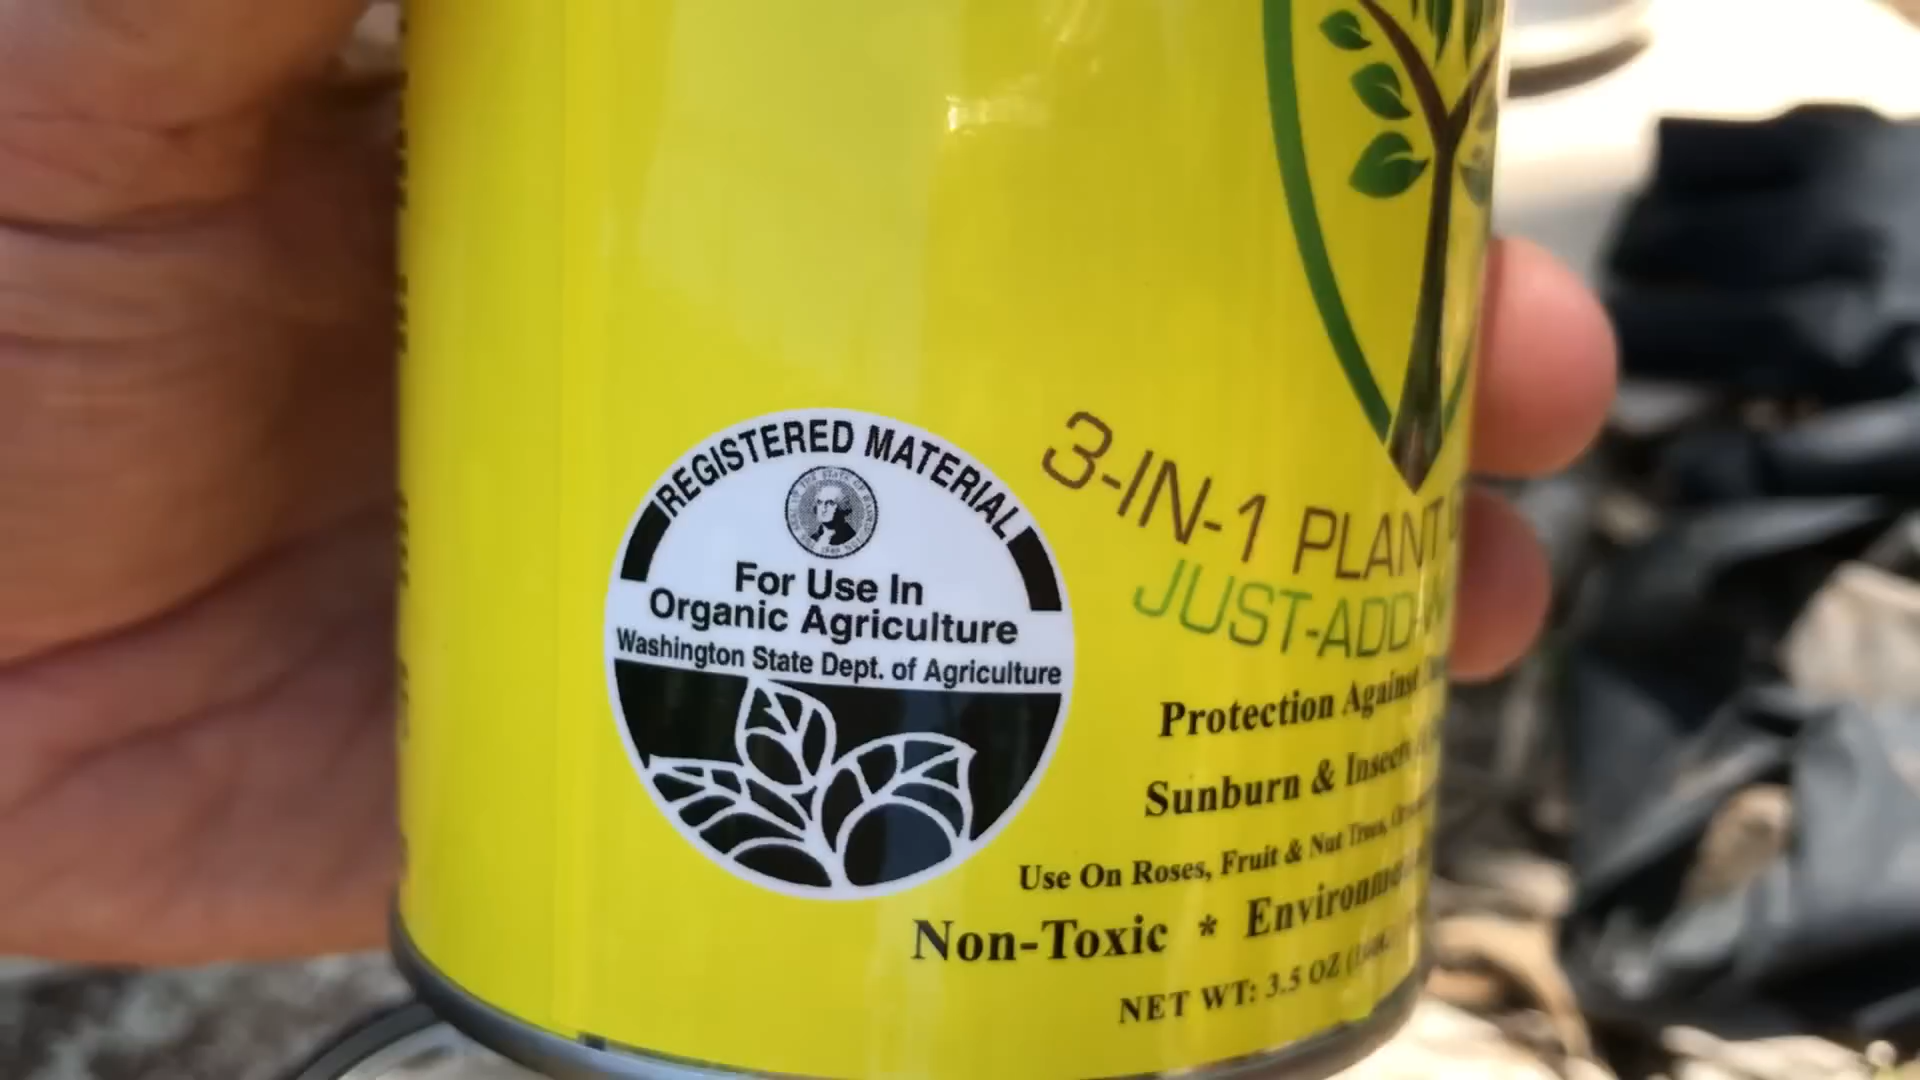 REGISTERED MATERIAL
For Use In
Organic Agriculture
Washington State Dept. of Agriculture
3-IN-1 PLANT
JUST-ADD-
Protection Against
Sunburn & Insects
Use On Roses, Fruit & Nut Trees,
Non-Toxic *
NET WT: 3.5 OZ